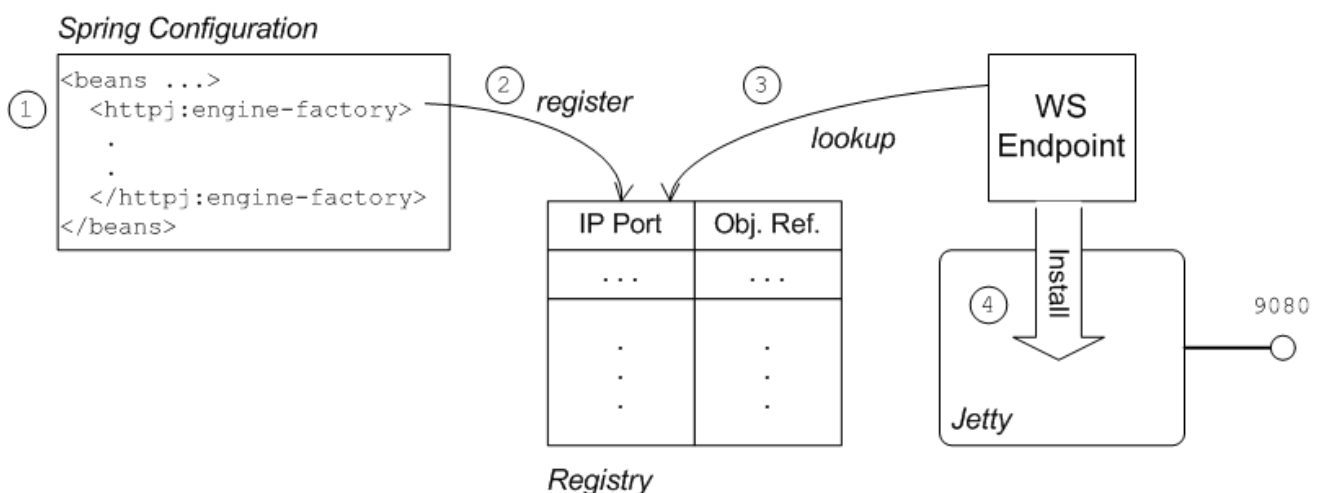 Spring Configuration
1
<beans ...>
<httpj:engine-factory>
.
.
</httpj:engine-factory>
</beans>
2
register
3
lookup
WS
Endpoint
IP Port
Obj. Ref.
...
...
.
.
.
.
.
.
Registry
Install
4
Jetty
9080